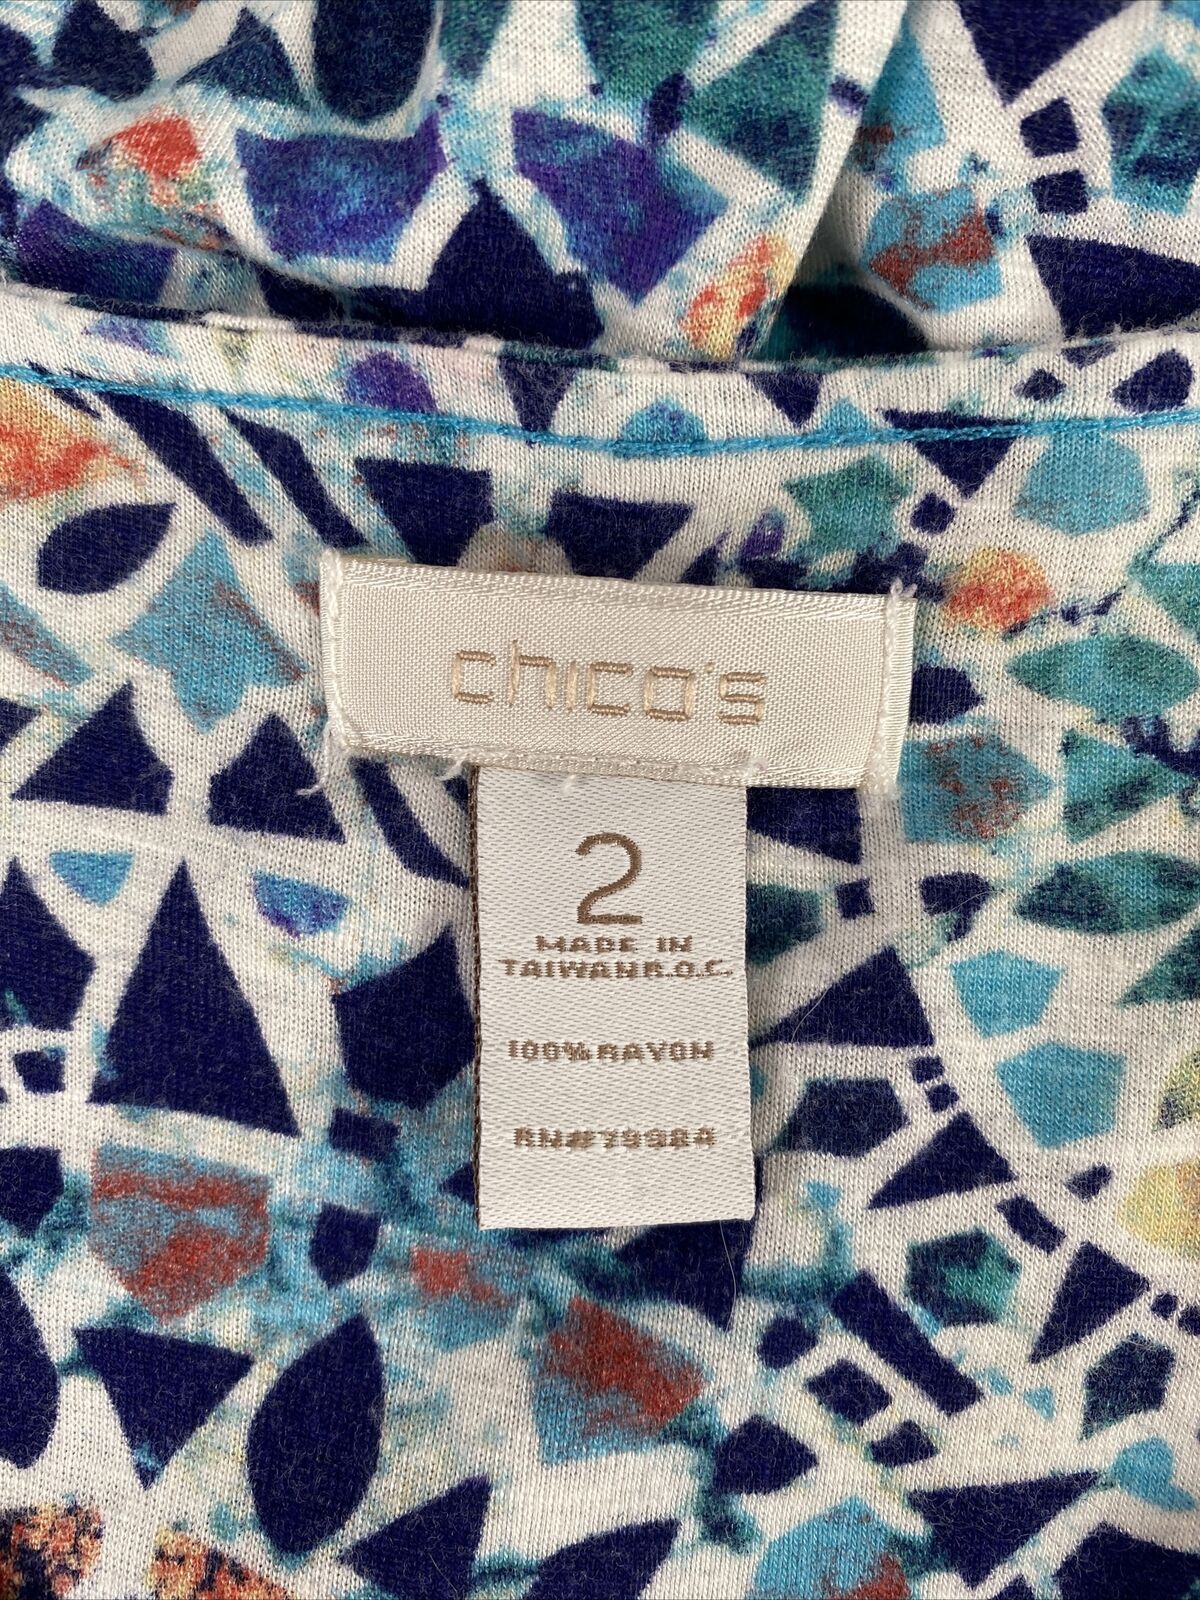 chico's
2
MADE IN
TAIWAN R.O.C.
100% RAYON
RN#79984